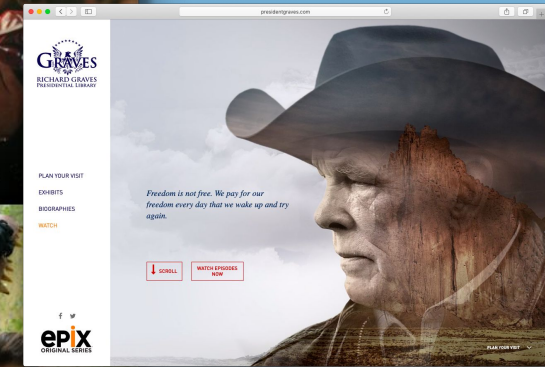 presidentgraves.com
GRAVES
RICHARD GRAVES
PRESIDENTIAL LIBRARY
PLAN YOUR VISIT
EXHIBITS
BIOGRAPHIES
WATCH
Freedom is not free. We pay for our
freedom every day that we wake up and try
again.
SCROLL
WATCH EPISODES
NOW
epix
ORIGINAL SERIES
PLAN YOUR VISIT